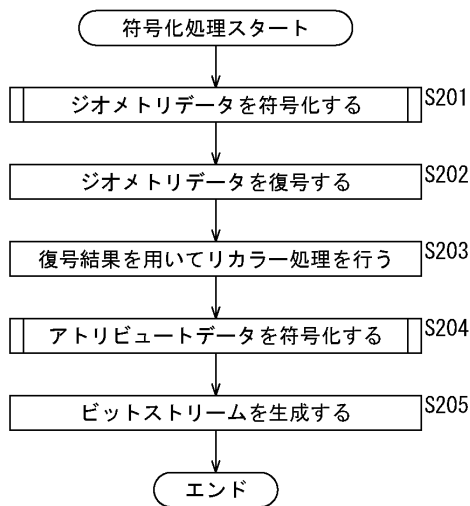 符号化処理スタート
ジオメトリデータを符号化する
S201
ジオメトリデータを復号する
S202
復号結果を用いてリカラー処理を行う
S203
アトリビュートデータを符号化する
S204
ビットストリームを生成する
S205
エンド